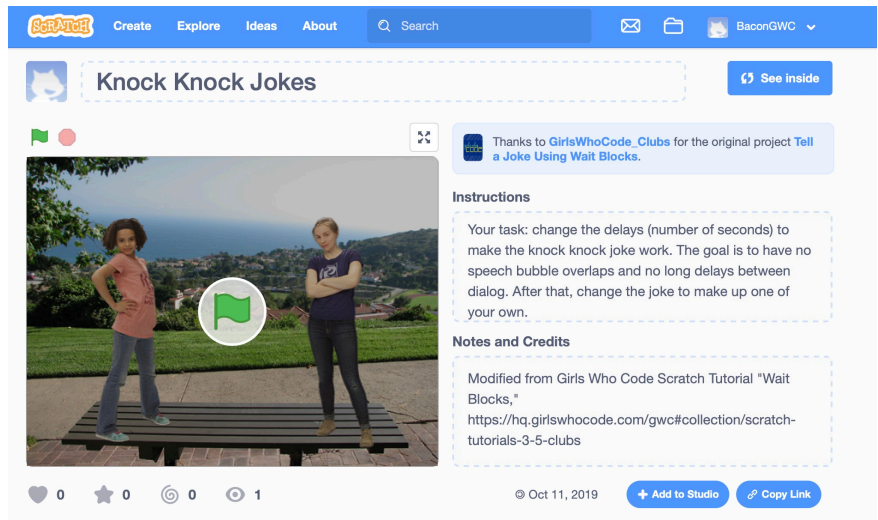 SCRATCH Create Explore Ideas About Search BaconGWC
Knock Knock Jokes
See inside
Thanks to GirlsWhoCode_Clubs for the original project Tell
a Joke Using Wait Blocks.
Instructions
Your task: change the delays (number of seconds) to
make the knock knock joke work. The goal is to have no
speech bubble overlaps and no long delays between
dialog. After that, change the joke to make up one of
your own.
Notes and Credits
Modified from Girls Who Code Scratch Tutorial "Wait
Blocks,"
https://hq.girlswhocode.com/gwc#collection/scratch-
tutorials-3-5-clubs
0 0 0 1
© Oct 11, 2019 Add to Studio Copy Link